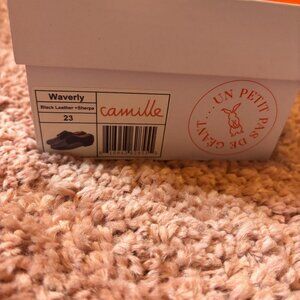 Waverly
Black Leather +Sherpa
23
camille
...UN PETIT PAS DE GÉANT...